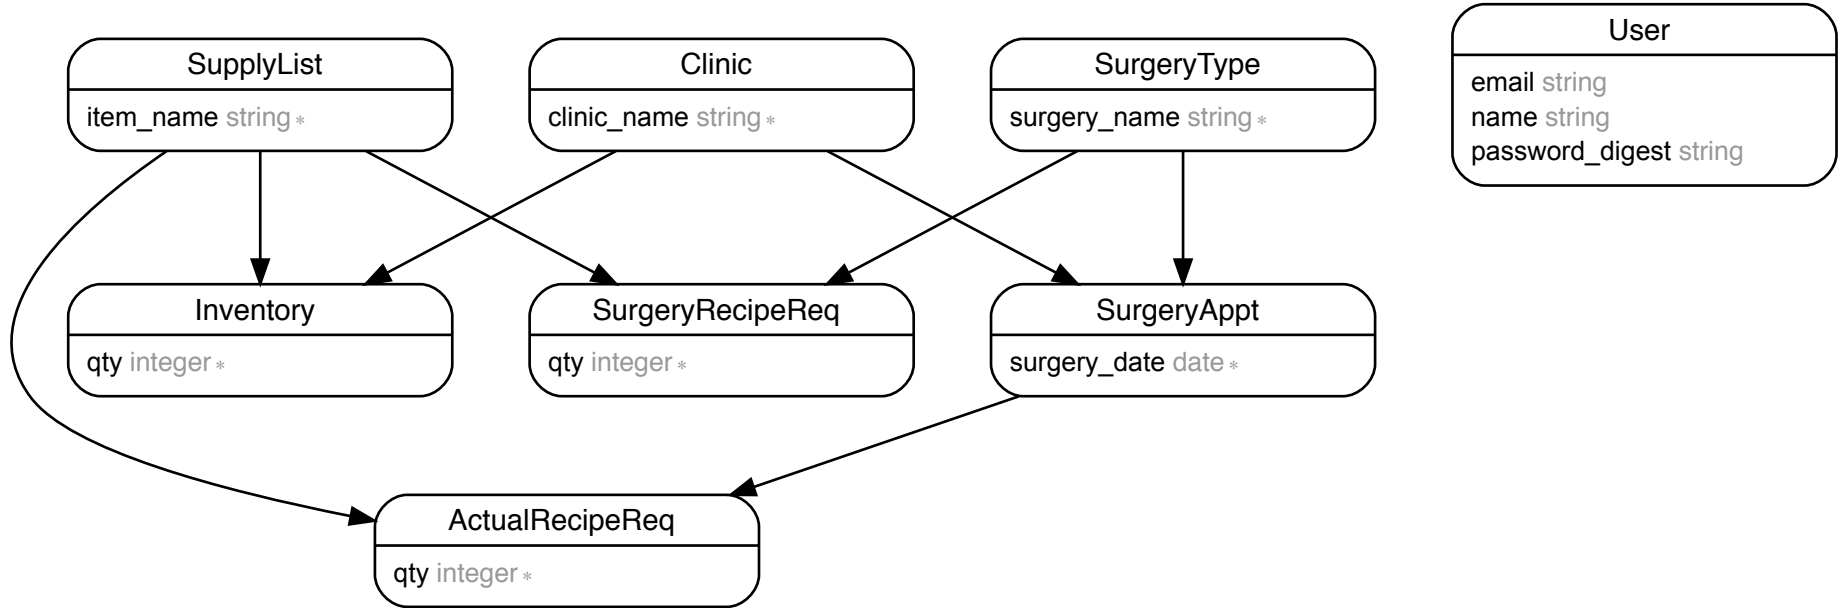 SupplyList
item_name string *
Clinic
clinic_name string *
SurgeryType
surgery_name string *
User
email string
name string
password_digest string
Inventory
qty integer *
SurgeryRecipeReq
qty integer *
SurgeryAppt
surgery_date date *
ActualRecipeReq
qty integer *